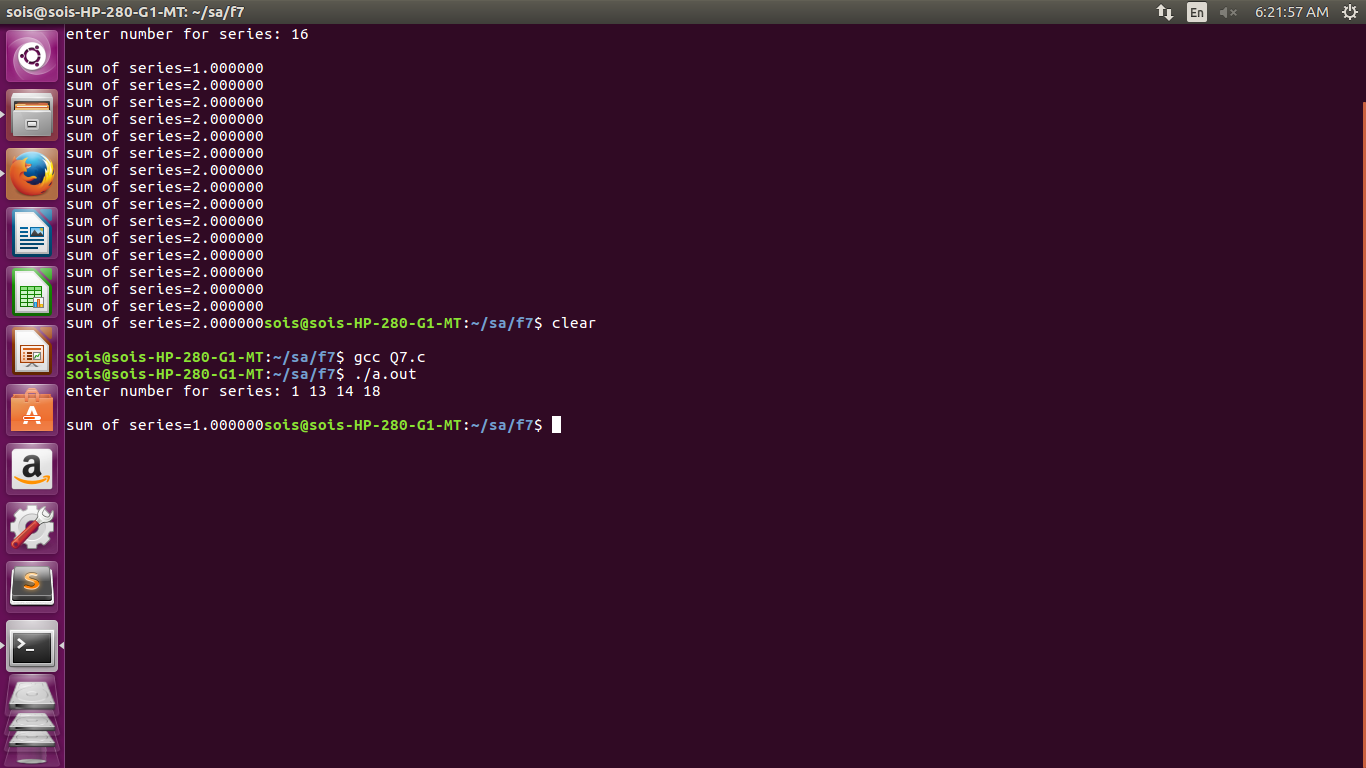 sois@sois-HP-280-G1-MT: ~/sa/f7
En
6:21:57 AM
enter number for series: 16
sum of series=1.000000
sum of series=2.000000
sum of series=2.000000
sum of series=2.000000
sum of series=2.000000
sum of series=2.000000
sum of series=2.000000
sum of series=2.000000
sum of series=2.000000
sum of series=2.000000
sum of series=2.000000
sum of series=2.000000
sum of series=2.000000
sum of series=2.000000
sum of series=2.000000
sum of series=2.000000sois@sois-HP-280-G1-MT:~/sa/f7$ clear
sois@sois-HP-280-G1-MT:~/sa/f7$ gcc Q7.c
sois@sois-HP-280-G1-MT:~/sa/f7$ ./a.out
enter number for series: 1 13 14 18
sum of series=1.000000sois@sois-HP-280-G1-MT:~/sa/f7$